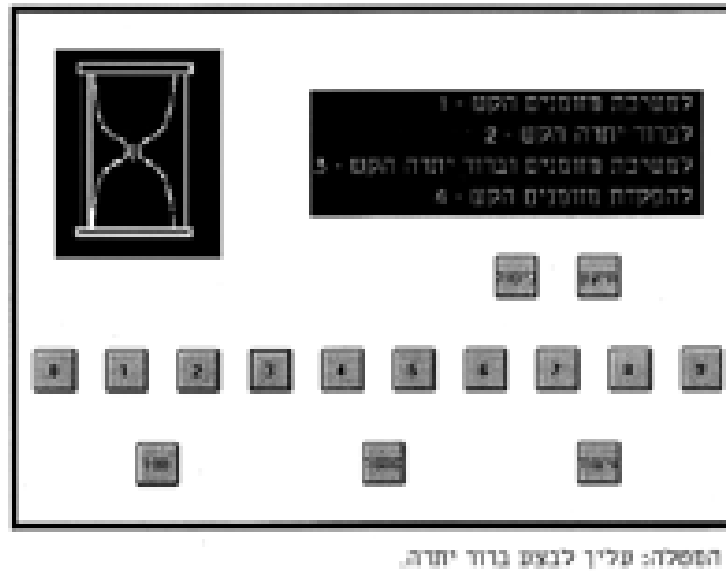 למשיכת מזומנים הקש - 1
לברור יתרה הקש - 2
למשיכת מזומנים וברור יתרה הקש - 3
להפקדת מזומנים הקש - 4
0 1 2 3 4 5 6 7 8 9
המטלה: עליך לבצע ברור יתרה.